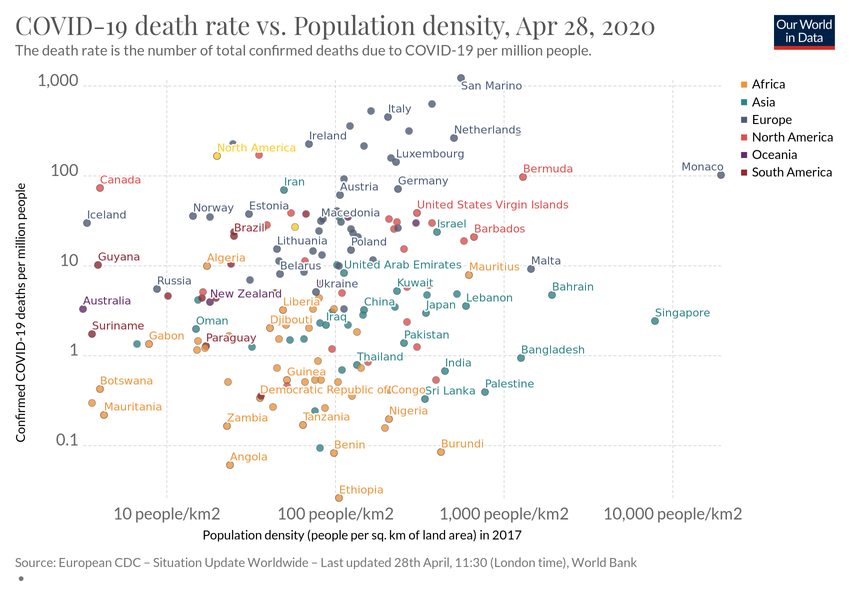 COVID-19 death rate vs. Population density, Apr 28, 2020
The death rate is the number of total confirmed deaths due to COVID-19 per million people.
Our World
in Data
Africa
Asia
Europe
North America
Oceania
South America
Confirmed COVID-19 deaths per million people
1,000
100
10
1
0.1
San Marino
Italy
Netherlands
Ireland
North America
Luxembourg
Bermuda
Monaco
Canada
Iran
Germany
Austria
Iceland
Norway
Estonia
Macedonia
United States Virgin Islands
Brazil
Israel
Barbados
Lithuania
Poland
Guyana
Algeria
Belarus
United Arab Emirates
Mauritius
Malta
Russia
Ukraine
Kuwait
Bahrain
Australia
New Zealand
Liberia
China
Japan
Lebanon
Suriname
Oman
Djibouti
Iraq
Singapore
Gabon
Paraguay
Pakistan
Thailand
Bangladesh
Botswana
Guinea
India
Democratic Republic of Congo
Sri Lanka
Palestine
Mauritania
Zambia
Tanzania
Nigeria
Angola
Benin
Burundi
Ethiopia
10 people/km2
100 people/km2
1,000 people/km2
10,000 people/km2
Population density (people per sq. km of land area) in 2017
Source: European CDC – Situation Update Worldwide – Last updated 28th April, 11:30 (London time), World Bank